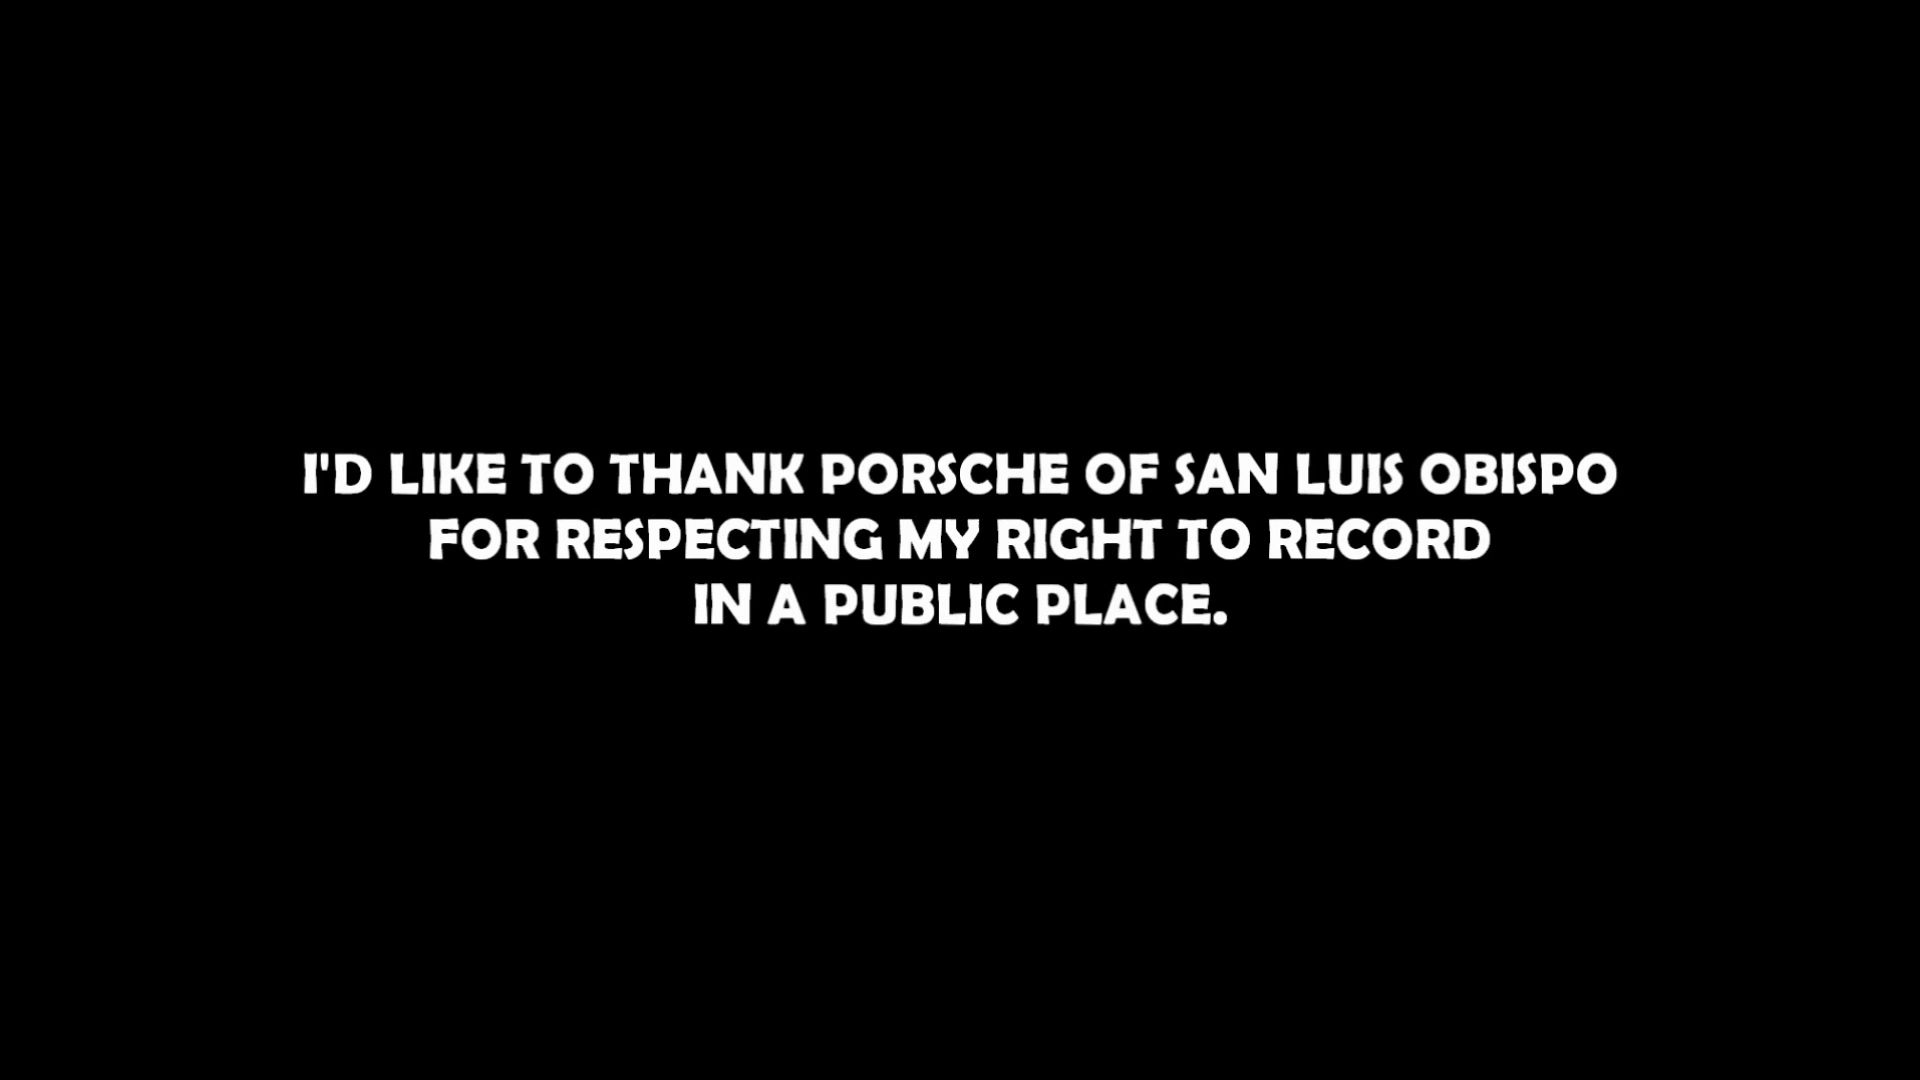 I'D LIKE TO THANK PORSCHE OF SAN LUIS OBISPO
FOR RESPECTING MY RIGHT TO RECORD
IN A PUBLIC PLACE.